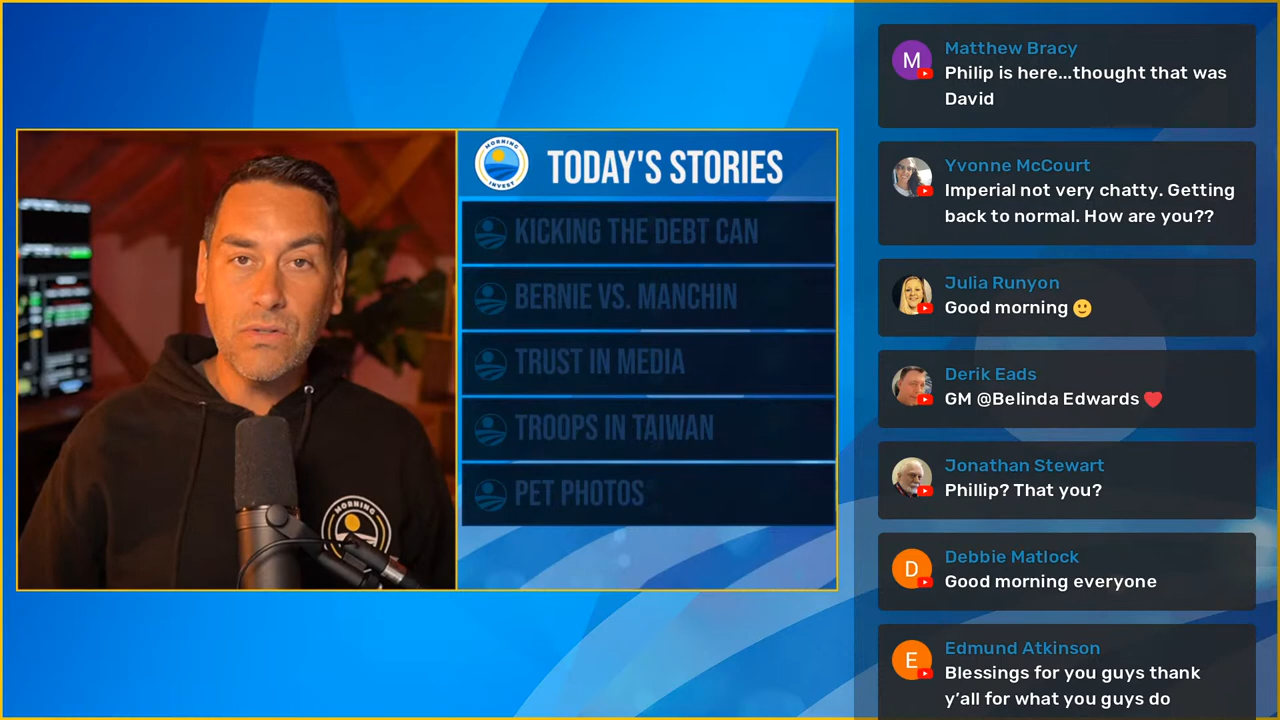 MORNING
INVEST
TODAY'S STORIES
KICKING THE DEBT CAN
BERNIE VS. MANCHIN
TRUST IN MEDIA
TROOPS IN TAIWAN
PET PHOTOS
MORNING
M
Matthew Bracy
Philip is here...thought that was
David
Yvonne McCourt
Imperial not very chatty. Getting
back to normal. How are you??
Julia Runyon
Good morning 🙂
Derik Eads
GM @Belinda Edwards ❤️
Jonathan Stewart
Phillip? That you?
D
Debbie Matlock
Good morning everyone
E
Edmund Atkinson
Blessings for you guys thank
y’all for what you guys do